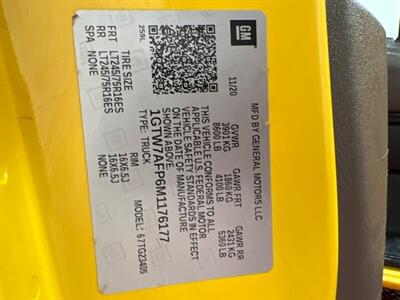 GM
MFD BY GENERAL MOTORS LLC
11/20
GVWR GAWR FRT GAWR RR
3901 KG 1860 KG 2431 KG
8600 LB 4100 LB 5360 LB
THIS VEHICLE CONFORMS TO ALL
APPLICABLE U.S. FEDERAL MOTOR
VEHICLE SAFETY STANDARDS IN EFFECT
ON THE DATE OF MANUFACTURE
SHOWN ABOVE.
1GTW7AFP6M1176177
TYPE: TRUCK
259L MODEL: 67TG23405
TIRE SIZE RIM
FRT LT245/75R16ES 16X6.5J
RR LT245/75R16ES 16X6.5J
SPA NONE NONE